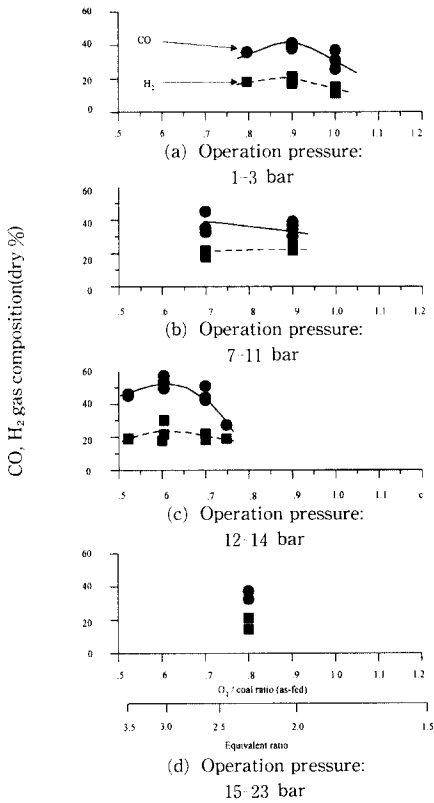 CO, H₂ gas composition(dry %)
60
CO
40
20
H₂
0
.5 .6 .7 .8 .9 1.0 1.1 1.2
(a) Operation pressure:
1-3 bar
60
40
20
0
.5 .6 .7 .8 .9 1.0 1.1 1.2
(b) Operation pressure:
7-11 bar
60
40
20
0
.5 .6 .7 .8 .9 1.0 1.1 c
(c) Operation pressure:
12-14 bar
60
40
20
0
.5 .6 .7 .8 .9 1.0 1.1 1.2
O₂ / coal ratio (as-fed)
3.5 3.0 2.5 2.0 1.5
Equivalent ratio
(d) Operation pressure:
15-23 bar